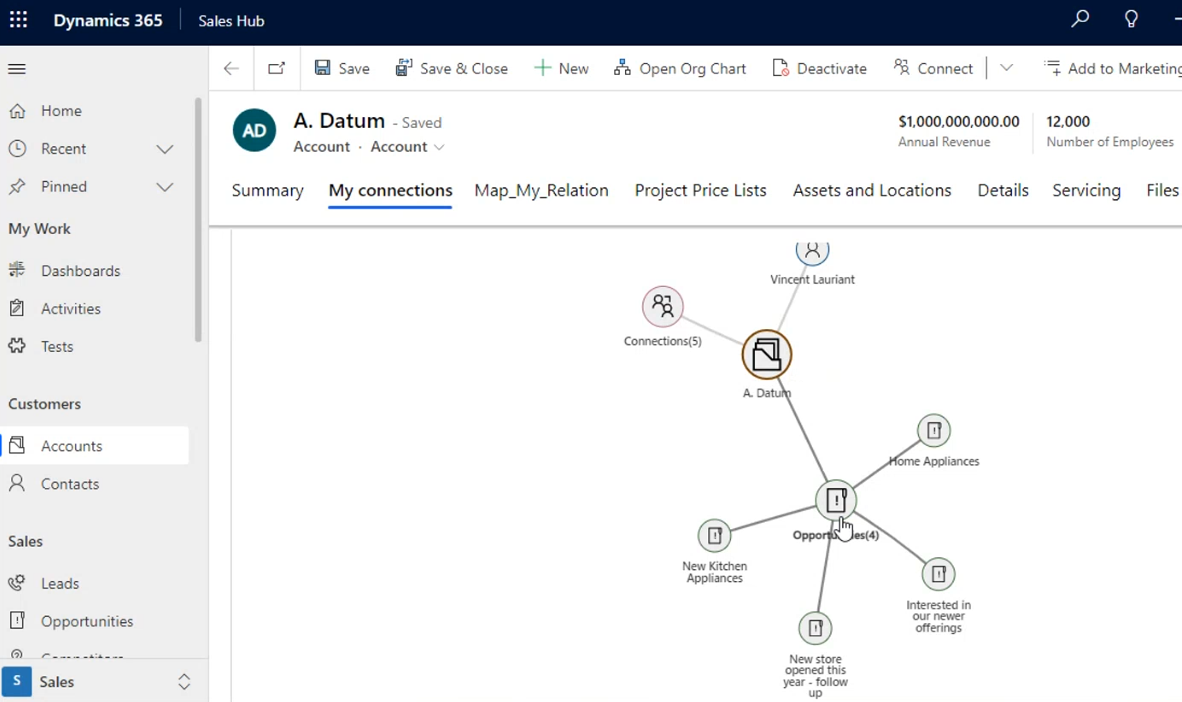 Dynamics 365
Sales Hub
Save
Save & Close
New
Open Org Chart
Deactivate
Connect
Add to Marketing
Home
Recent
Pinned
My Work
Dashboards
Activities
Tests
Customers
Accounts
Contacts
Sales
Leads
Opportunities
S
Sales
AD
A. Datum - Saved
Account · Account
$1,000,000,000.00
Annual Revenue
12,000
Number of Employees
Summary
My connections
Map_My_Relation
Project Price Lists
Assets and Locations
Details
Servicing
Files
Vincent Lauriant
Connections(5)
A. Datum
Home Appliances
New Kitchen
Appliances
Interested in
our newer
offerings
New store
opened this
year - follow
up